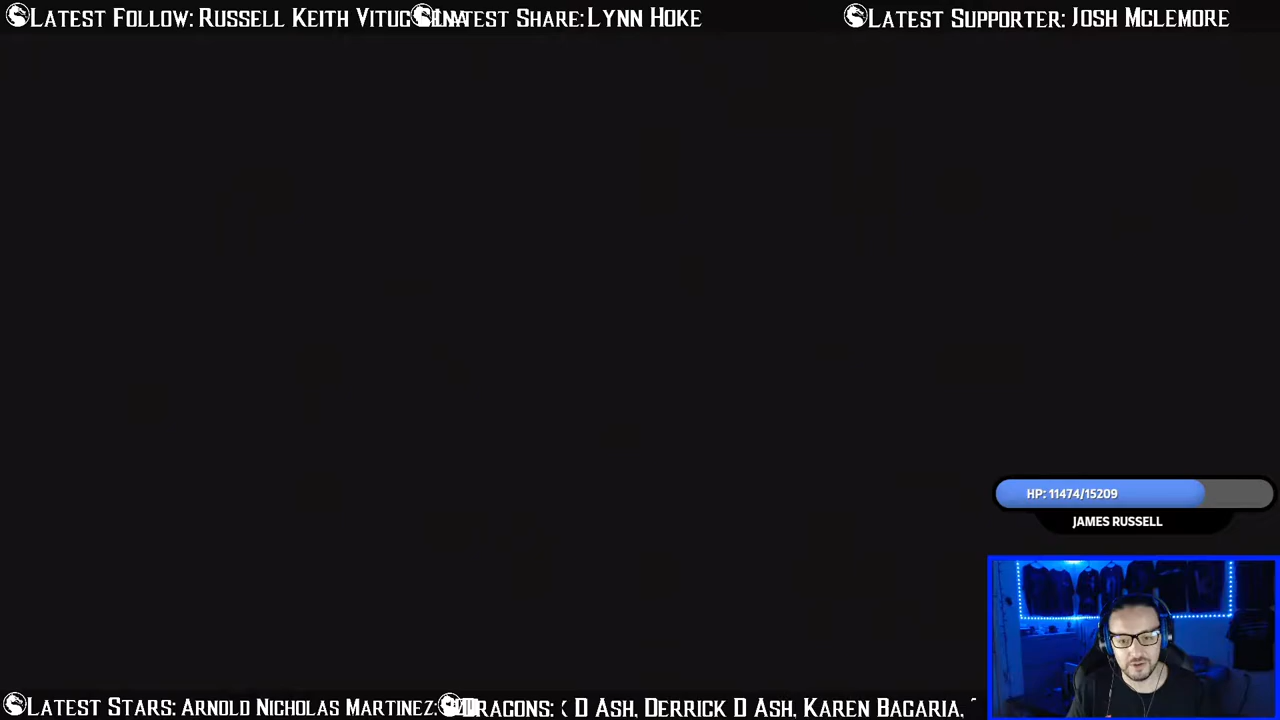 Latest Follow: Russell Keith Vituc
Latest Share: Lynn Hoke
Latest Supporter: Josh Mclemore
HP: 11474/15209
JAMES RUSSELL
Latest Stars: Arnold Nicholas Martinez:
Dragons: D Ash, Derrick D Ash, Karen Bagaria,